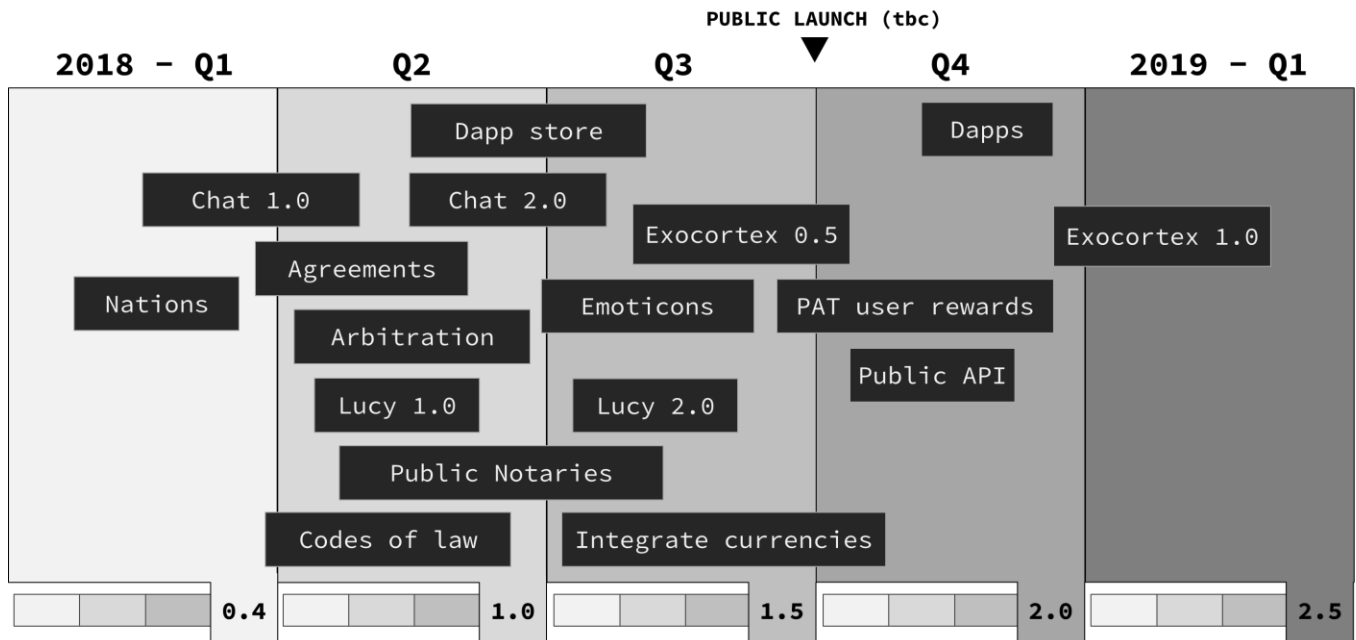 PUBLIC LAUNCH (tbc)
2018 - Q1
Q2
Q3
Q4
2019 - Q1
Dapp store
Dapps
Chat 1.0
Chat 2.0
Exocortex 0.5
Exocortex 1.0
Agreements
Nations
Emoticons
PAT user rewards
Arbitration
Public API
Lucy 1.0
Lucy 2.0
Public Notaries
Codes of law
Integrate currencies
0.4
1.0
1.5
2.0
2.5